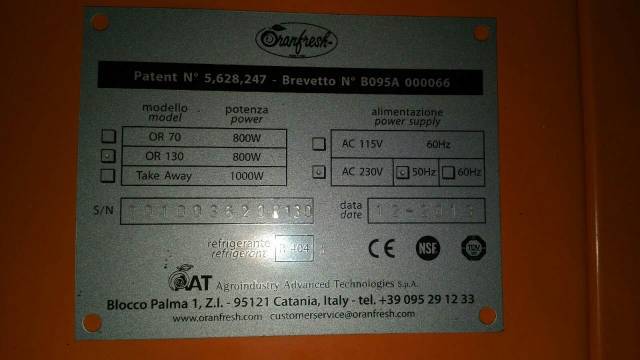 Oranfresh
Patent N° 5,628,247 - Brevetto N° B095A 000066
modello potenza
model power
OR 70 800W
OR 130 800W
Take Away 1000W
alimentazione
power supply
AC 115V 60Hz
AC 230V 50Hz 60Hz
S/N
data
date
refrigerante
refrigerant
R 404
CE NSF TÜV
AAT Agroindustry Advanced Technologies S.p.A.
Blocco Palma 1, Z.I. - 95121 Catania, Italy - tel. +39 095 29 12 33
www.oranfresh.com customerservice@oranfresh.com